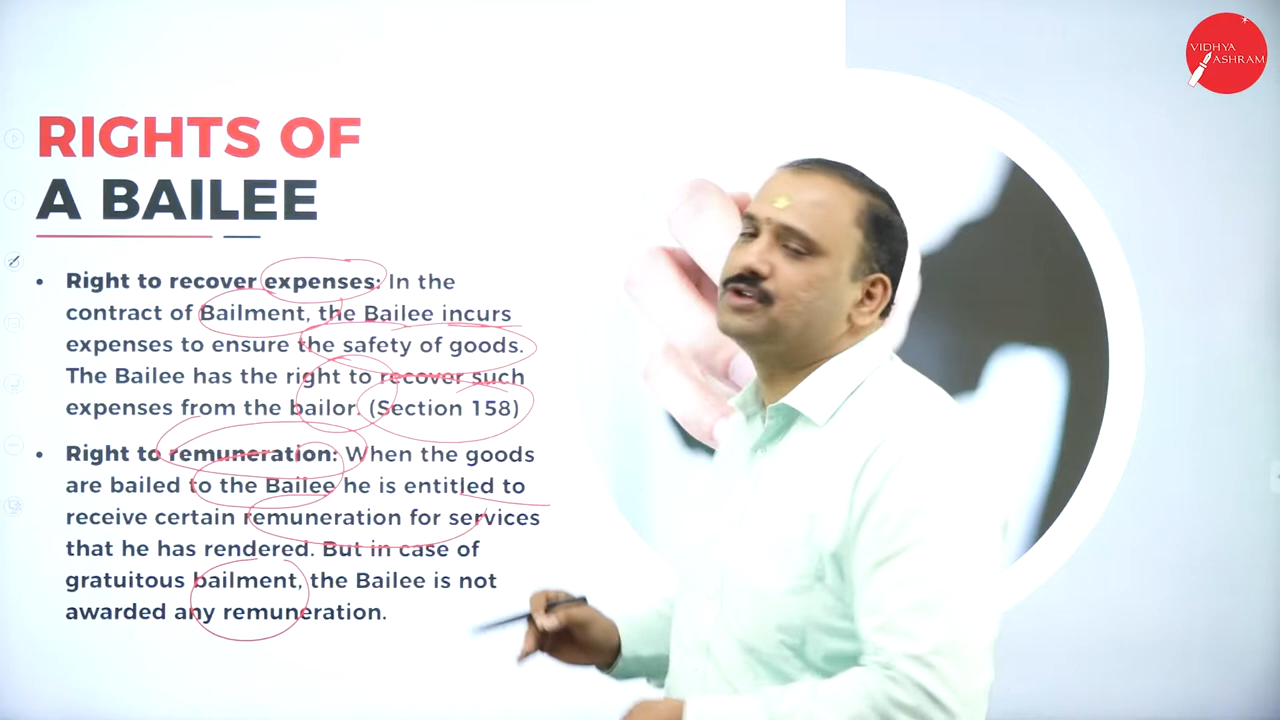 VIDHYA
ASHRAM
RIGHTS OF
A BAILEE
• Right to recover expenses: In the
contract of Bailment, the Bailee incurs
expenses to ensure the safety of goods.
The Bailee has the right to recover such
expenses from the bailor. (Section 158)
• Right to remuneration: When the goods
are bailed to the Bailee he is entitled to
receive certain remuneration for services
that he has rendered. But in case of
gratuitous bailment, the Bailee is not
awarded any remuneration.